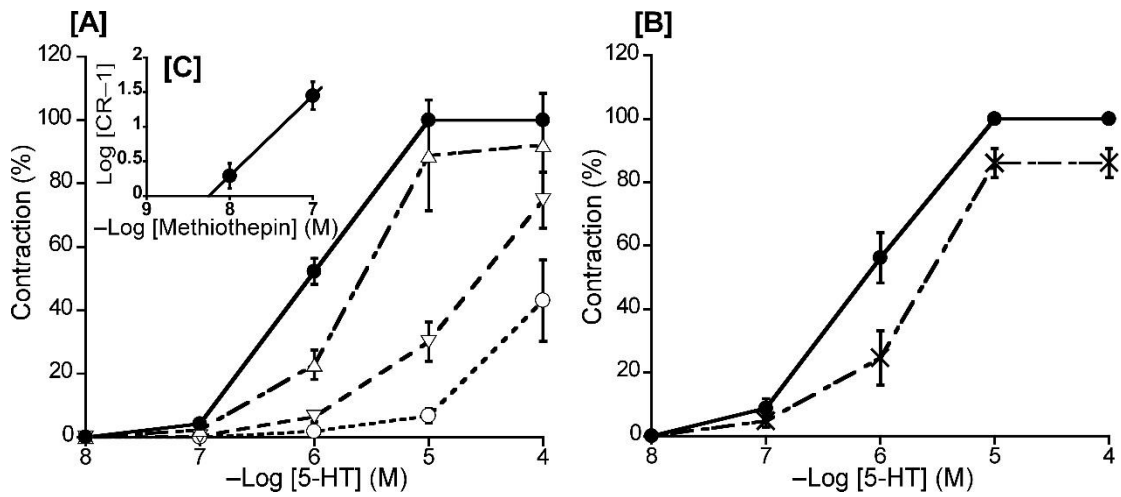 [A]
[B]
[C]
Contraction (%)
120
100
80
60
40
20
0
8 7 6 5 4
–Log [5-HT] (M)
Log [CR–1]
2
1.5
1
0.5
0
9 8 7
–Log [Methiothepin] (M)
Contraction (%)
120
100
80
60
40
20
0
8 7 6 5 4
–Log [5-HT] (M)